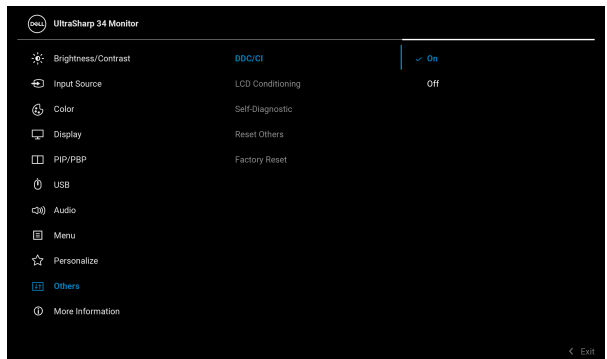 DELL UltraSharp 34 Monitor
Brightness/Contrast DDC/CI ✓ On
Input Source LCD Conditioning Off
Color Self-Diagnostic
Display Reset Others
PIP/PBP Factory Reset
USB
Audio
Menu
Personalize
Others
More Information
< Exit